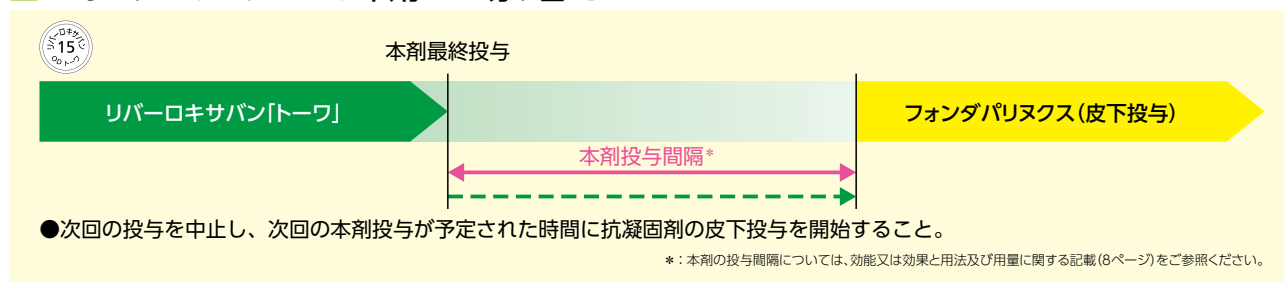 リバーロキサバン
15
OD トーワ
本剤最終投与
リバーロキサバン「トーワ」
フォンダパリヌクス(皮下投与)
本剤投与間隔*
●次回の投与を中止し、次回の本剤投与が予定された時間に抗凝固剤の皮下投与を開始すること。
*:本剤の投与間隔については、効能又は効果と用法及び用量に関する記載(8ページ)をご参照ください。